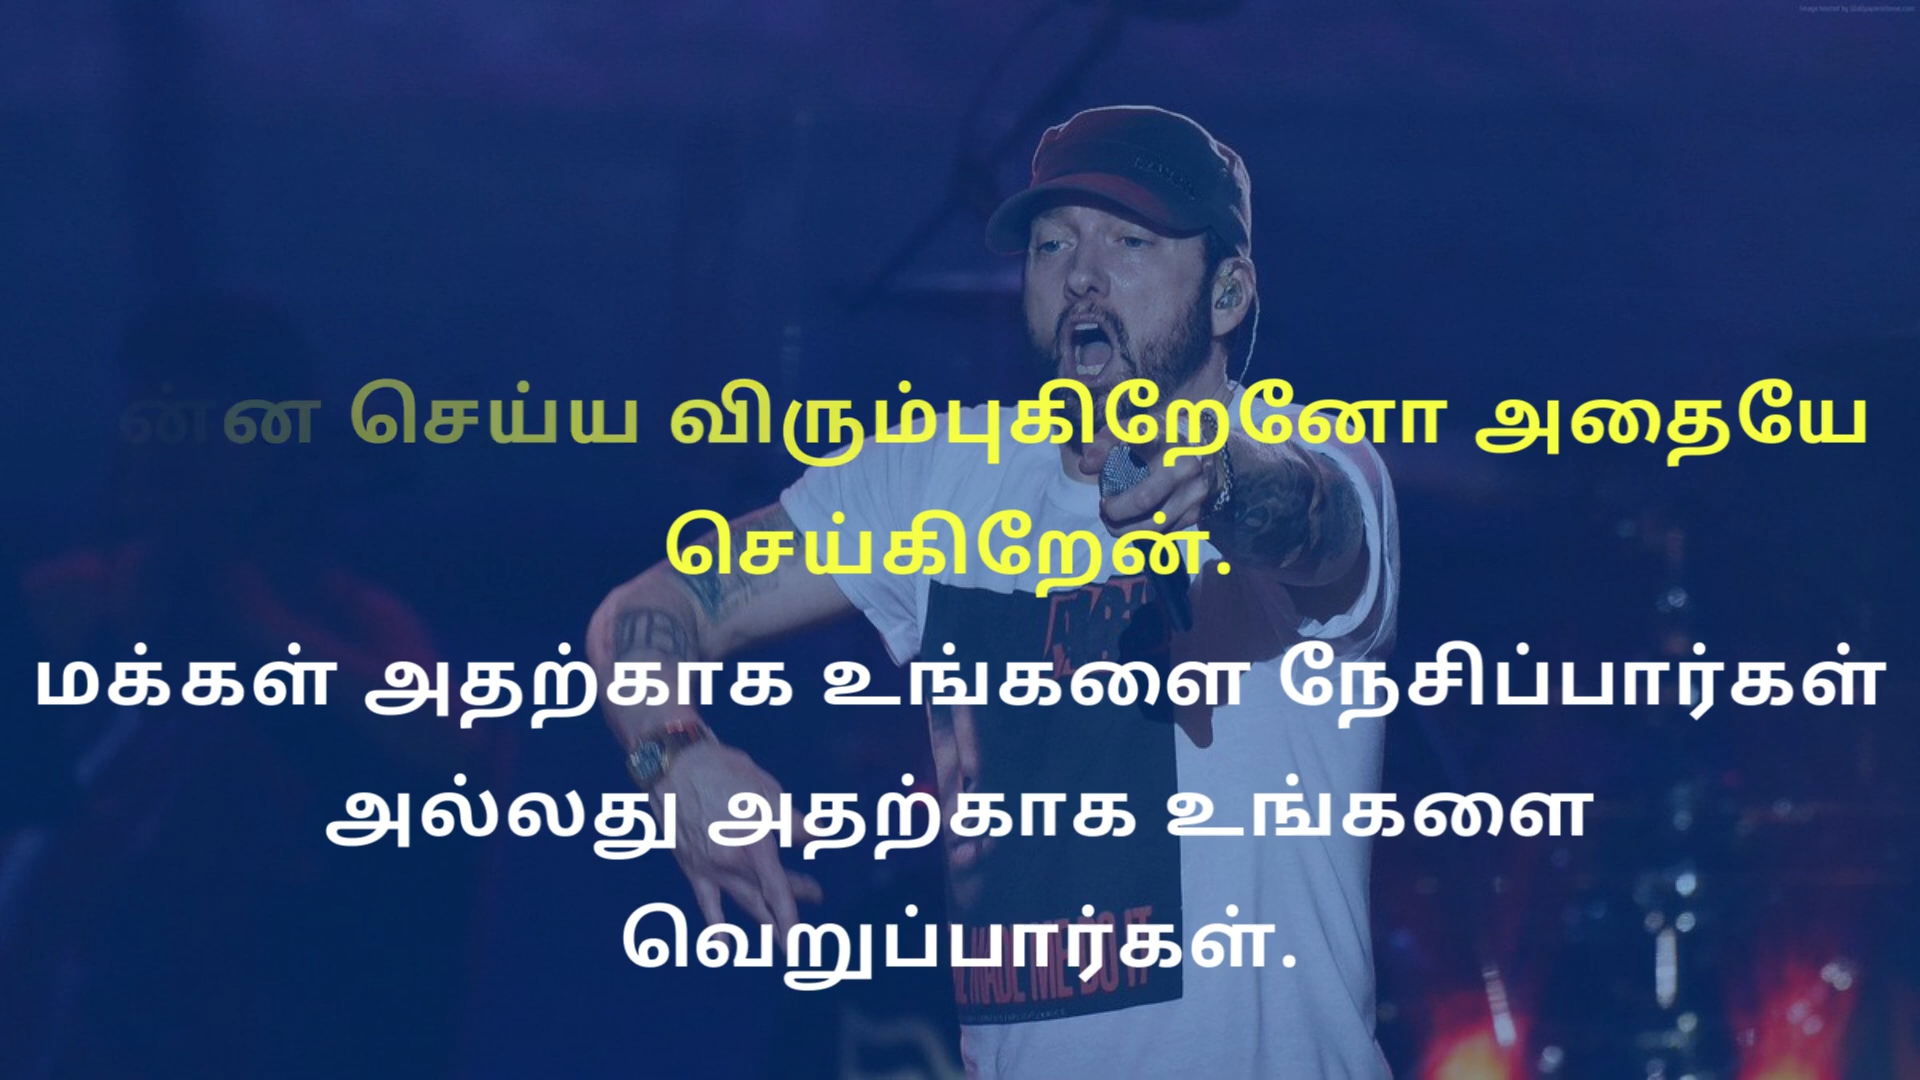 செய்ய விரும்புகிறேனோ அதையே
செய்கிறேன்.
மக்கள் அதற்காக உங்களை நேசிப்பார்கள்
அல்லது அதற்காக உங்களை
வெறுப்பார்கள்.